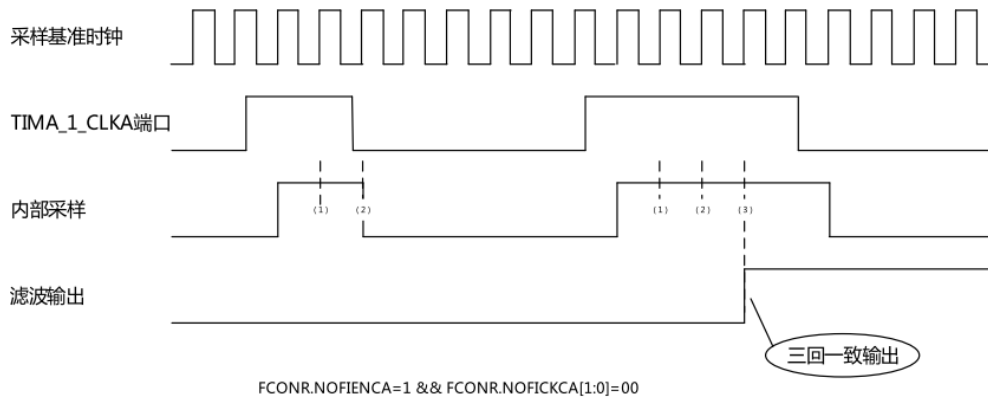 采样基准时钟
TIMA_1_CLKA端口
内部采样
(1) (2) (1) (2) (3)
滤波输出
三回一致输出
FCONR.NOFIENCA=1 && FCONR.NOFICKCA[1:0]=00